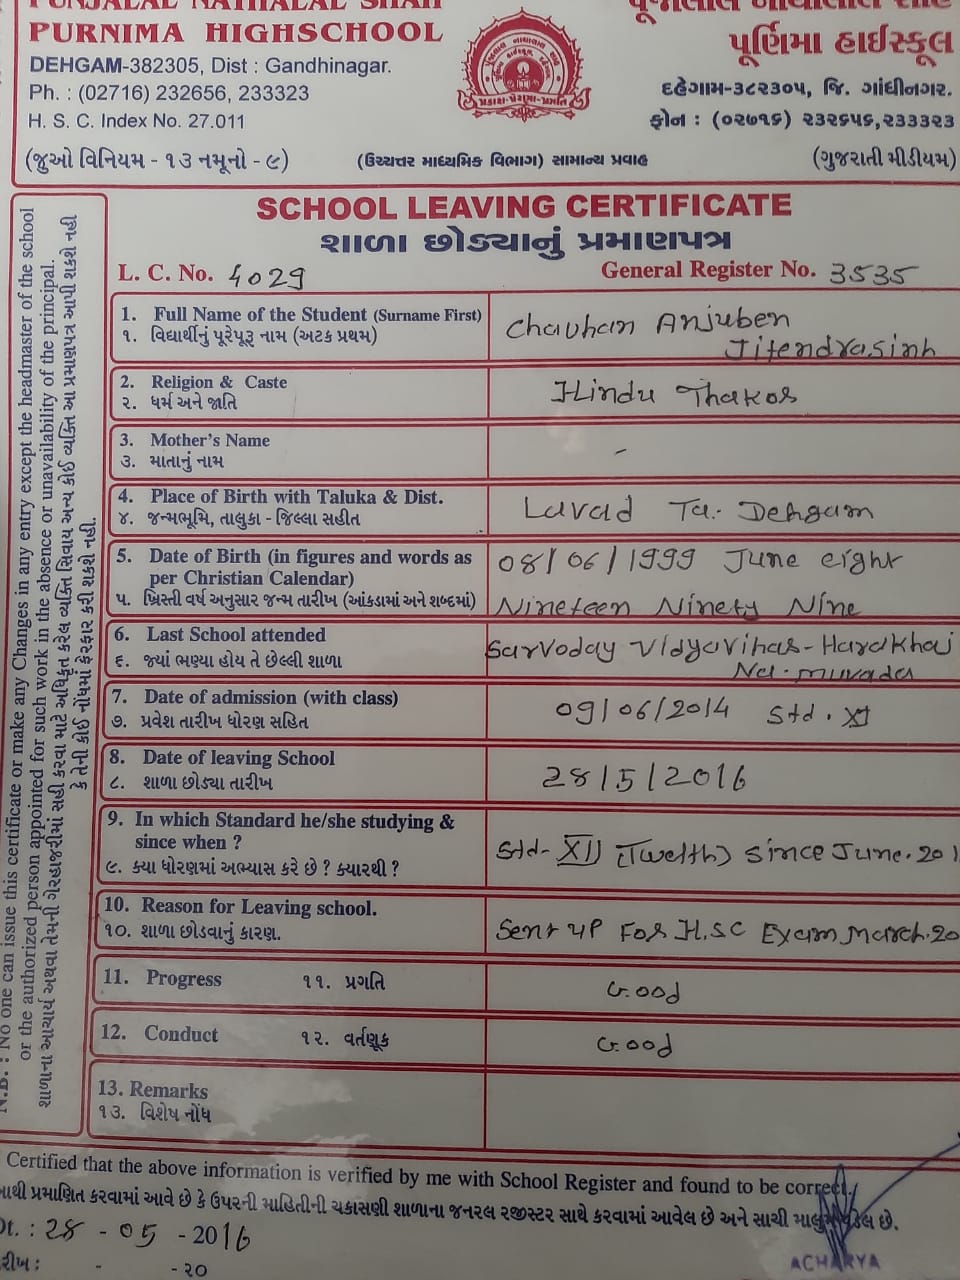 PUNJALAL NATHALAL SHAH
PURNIMA HIGHSCHOOL
DEHGAM-382305, Dist : Gandhinagar.
Ph. : (02716) 232656, 233323
H. S. C. Index No. 27.011
(જુઓ વિનિયમ - ૧૩ નમૂનો - ૯)
પૂંજાલાલ નાથાલાલ શાહ
પૂર્ણિમા હાઈસ્કૂલ
દહેગામ-૩૮૨૩૦૫, જિ. ગાંધીનગર.
ફોન : (૦૨૭૧૬) ૨૩૨૬૫૬,૨૩૩૩૨૩
(ઉચ્ચત્તર માધ્યમિક વિભાગ) સામાન્ય પ્રવાહ
(ગુજરાતી મીડીયમ)
SCHOOL LEAVING CERTIFICATE
શાળા છોડ્યાનું પ્રમાણપત્ર
L. C. No. 4029
General Register No. 3535
1. Full Name of the Student (Surname First)
૧. વિદ્યાર્થીનું પૂરેપૂરૂ નામ (અટક પ્રથમ)
Chauhan Anjuben
Jitendrasinh
2. Religion & Caste
૨. ધર્મ અને જાતિ
Hindu Thakor
3. Mother's Name
૩. માતાનું નામ
-
4. Place of Birth with Taluka & Dist.
૪. જન્મભૂમિ, તાલુકા - જિલ્લા સહીત
Lavad Ta.- Dehgam
5. Date of Birth (in figures and words as
per Christian Calendar)
૫. ખ્રિસ્તી વર્ષ અનુસાર જન્મ તારીખ (આંકડામાં અને શબ્દમાં)
08/06/1999 June eight
Nineteen Ninety Nine
6. Last School attended
૬. જ્યાં ભણ્યા હોય તે છેલ્લી શાળા
Sarvoday Vidyavihar-Harakhaj
Na-muvada
7. Date of admission (with class)
૭. પ્રવેશ તારીખ ધોરણ સહિત
09/06/2014 Std. XI
8. Date of leaving School
૮. શાળા છોડ્યા તારીખ
28/5/2016
9. In which Standard he/she studying &
since when ?
૯. ક્યા ધોરણમાં અભ્યાસ કરે છે ? ક્યારથી ?
Std- XII (Twelth) since June.201
10. Reason for Leaving school.
૧૦. શાળા છોડવાનું કારણ.
Sent up For H.SC Exam March.20
11. Progress ૧૧. પ્રગતિ
Good
12. Conduct ૧૨. વર્તણૂક
Good
13. Remarks
૧૩. વિશેષ નોંધ
N.B. : No one can issue this certificate or make any Changes in any entry except the headmaster of the school
or the authorized person appointed for such work in the absence or unavailability of the principal.
શાળાના આચાર્ય અથવા તેમની ગેરહાજરીમાં સહી કરવા માટે અધિકૃત કરેલ વ્યક્તિ સિવાય અન્ય કોઈ વ્યક્તિ આ પ્રમાણપત્ર આપી શકશે નહી
કે તેની કોઈ નોંધમાં ફેરફાર કરી શકશે નહી.
Certified that the above information is verified by me with School Register and found to be correct.
આથી પ્રમાણિત કરવામાં આવે છે કે ઉપરની માહિતીની ચકાસણી શાળાના જનરલ રજીસ્ટર સાથે કરવામાં આવેલ છે અને સાચી માલુમ પડેલ છે.
Dt. : 28 - 05 - 2016
તારીખ : - - ૨૦
ACHARYA